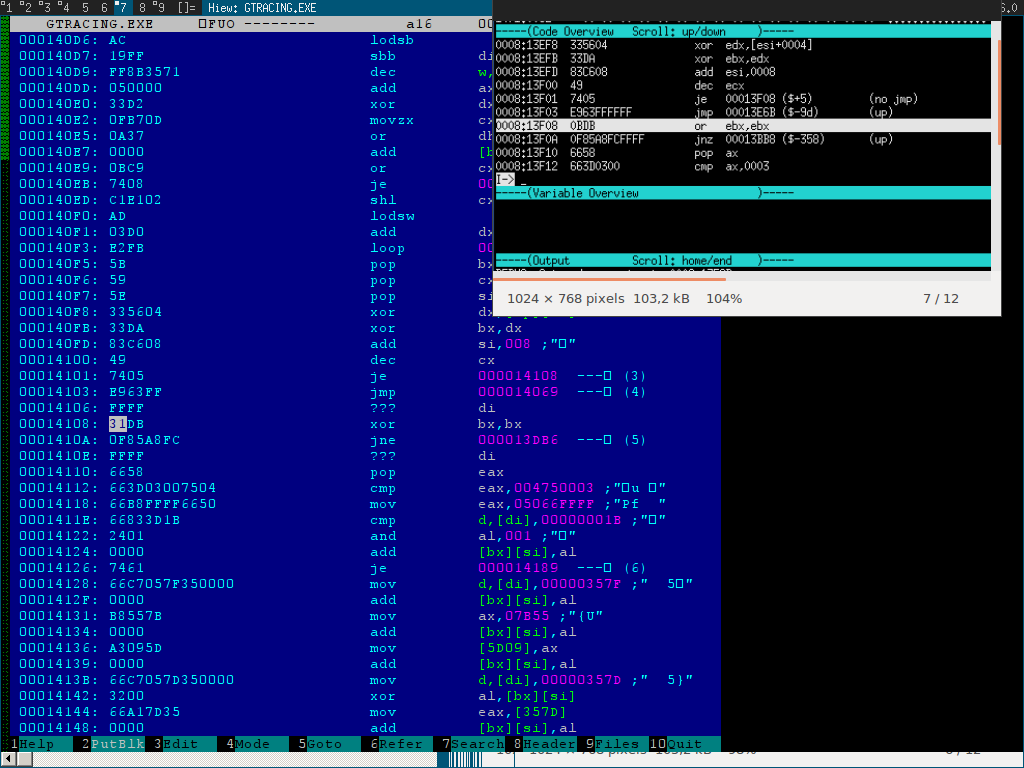 "1 "2 "3 "4 "5 "6 "7 "8 "9 []= Hiew: GTRACING.EXE
GTRACING.EXE □FUO -------- a16 00
000140D6: AC lodsb
000140D7: 19FF sbb di
000140D9: FF8B3571 dec w,
000140DD: 050000 add ax
000140E0: 33D2 xor dx
000140E2: 0FB70D movzx cx
000140E5: 0A37 or dh
000140E7: 0000 add [b
000140E9: 0BC9 or cx
000140EB: 7408 je 00
000140ED: C1E102 shl cx
000140F0: AD lodsw
000140F1: 03D0 add dx
000140F3: E2FB loop 00
000140F5: 5B pop bx
000140F6: 59 pop cx
000140F7: 5E pop si
000140F8: 335604 xor
000140FB: 33DA xor bx,dx
000140FD: 83C608 add si,008 ;"□"
00014100: 49 dec cx
00014101: 7405 je 000014108 ---□ (3)
00014103: E963FF jmp 000014069 ---□ (4)
00014106: FFFF ??? di
00014108: 31DB xor bx,bx
0001410A: 0F85A8FC jne 000013DB6 ---□ (5)
0001410E: FFFF ??? di
00014110: 6658 pop eax
00014112: 663D03007504 cmp eax,004750003 ;"□u □"
00014118: 66B8FFFF6650 mov eax,05066FFFF ;"Pf "
0001411E: 66833D1B cmp d,[di],00000001B ;"□"
00014122: 2401 and al,001 ;"□"
00014124: 0000 add [bx][si],al
00014126: 7461 je 000014189 ---□ (6)
00014128: 66C7057F350000 mov d,[di],00000357F ;" 5□"
0001412F: 0000 add [bx][si],al
00014131: B8557B mov ax,07B55 ;"{U"
00014134: 0000 add [bx][si],al
00014136: A3095D mov [5D09],ax
00014139: 0000 add [bx][si],al
0001413B: 66C7057D350000 mov d,[di],00000357D ;" 5}"
00014142: 3200 xor al,[bx][si]
00014144: 66A17D35 mov eax,[357D]
00014148: 0000 add [bx][si],al
1Help 2PutBlk 3Edit 4Mode 5Goto 6Refer 7Search 8Header 9Files 10Quit
-----(Code Overview Scroll: up/down )-----
0008:13EF8 335604 xor edx,[esi+0004]
0008:13EFB 33DA xor ebx,edx
0008:13EFD 83C608 add esi,0008
0008:13F00 49 dec ecx
0008:13F01 7405 je 00013F08 ($+5) (no jmp)
0008:13F03 E963FFFFFF jmp 00013E6B ($-9d) (up)
0008:13F08 0BDB or ebx,ebx
0008:13F0A 0F85A8FCFFFF jnz 00013BB8 ($-358) (up)
0008:13F10 6658 pop ax
0008:13F12 663D0300 cmp ax,0003
I-> _
-----(Variable Overview )-----
-----(Output Scroll: home/end )-----
1024 × 768 pixels 103,2 kB 104% 7 / 12